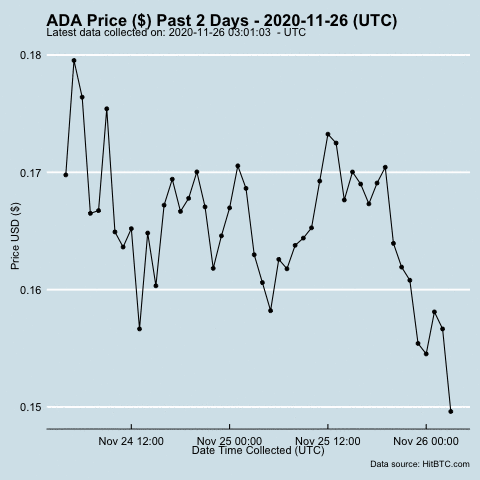 ADA Price ($) Past 2 Days - 2020-11-26 (UTC)
Latest data collected on: 2020-11-26 03:01:03 - UTC
0.18
0.17
0.16
0.15
Price USD ($)
Nov 24 12:00 Nov 25 00:00 Nov 25 12:00 Nov 26 00:00
Date Time Collected (UTC)
Data source: HitBTC.com